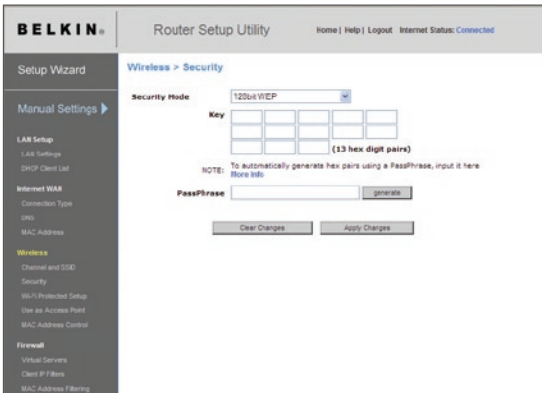 BELKIN®
Router Setup Utility
Home | Help | Logout Internet Status: Connected
Setup Wizard
Manual Settings
LAN Setup
LAN Settings
DHCP Client List
Internet WAN
Connection Type
DNS
MAC Address
Wireless
Channel and SSID
Security
Wi-Fi Protected Setup
Use as Access Point
MAC Address Control
Firewall
Virtual Servers
Client IP Filters
MAC Address Filtering
Wireless > Security
Security Mode 128bit WEP
Key
(13 hex digit pairs)
NOTE: To automatically generate hex pairs using a PassPhrase, input it here
More Info
PassPhrase generate
Clear Changes Apply Changes